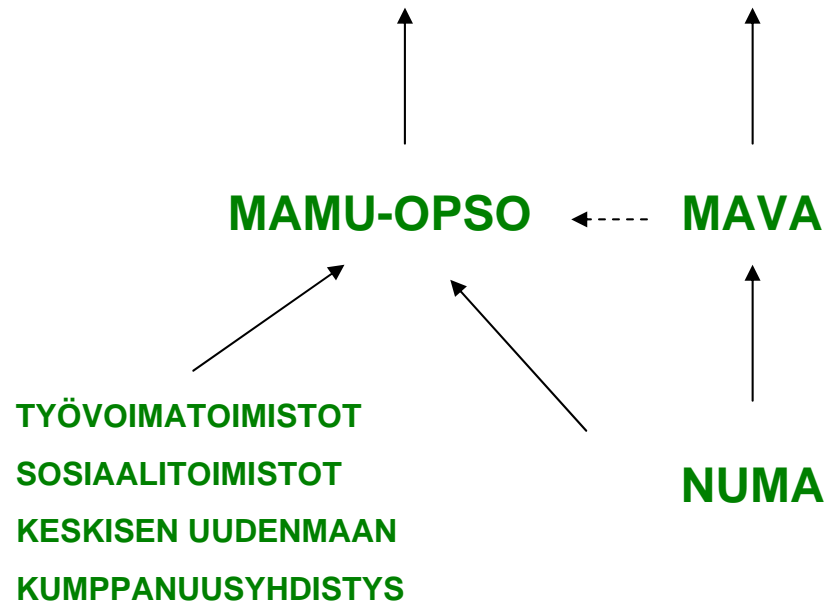 MAMU-OPSO MAVA
TYÖVOIMATOIMISTOT
SOSIAALITOIMISTOT
NUMA
KESKISEN UUDENMAAN
KUMPPANUUSYHDISTYS